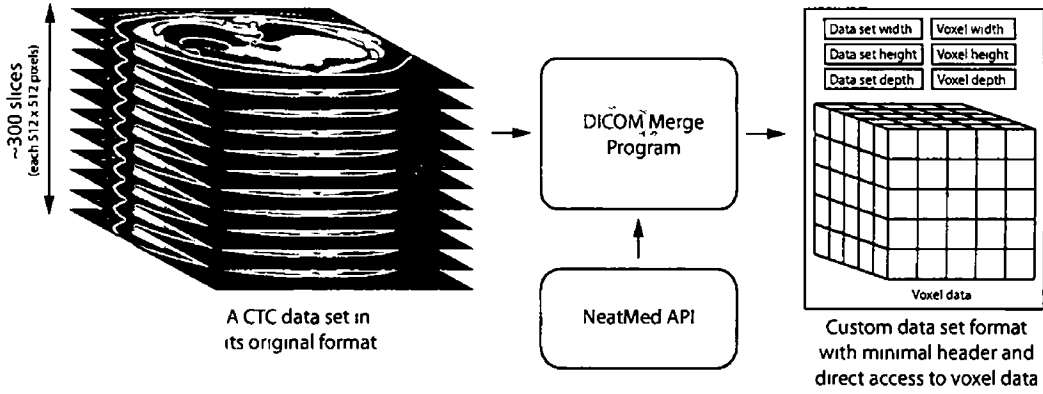 ~300 slices
(each 512 x 512 pixels)
A CTC data set in
its original format
DICOM Merge
Program
NeatMed API
Data set width
Voxel width
Data set height
Voxel height
Data set depth
Voxel depth
Voxel data
Custom data set format
with minimal header and
direct access to voxel data